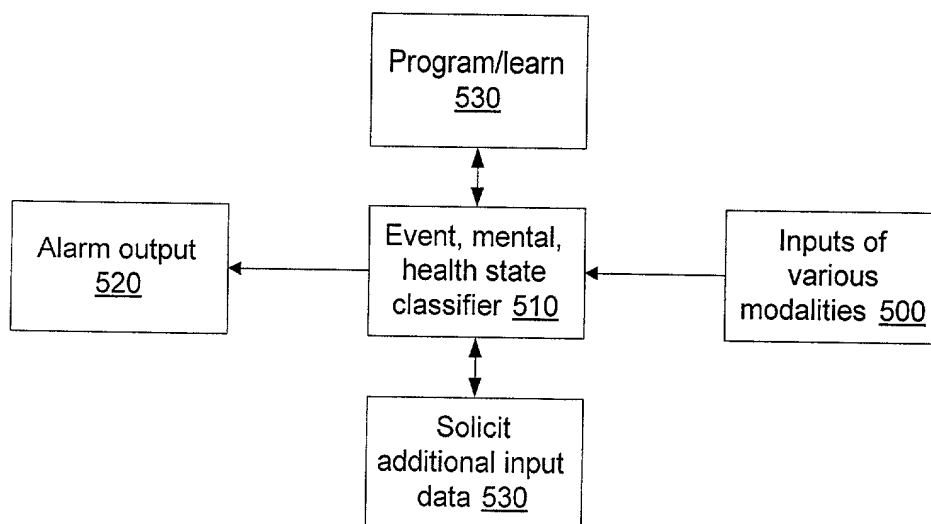 Program/learn
530
Alarm output
520
Event, mental,
health state
classifier 510
Inputs of
various
modalities 500
Solicit
additional input
data 530